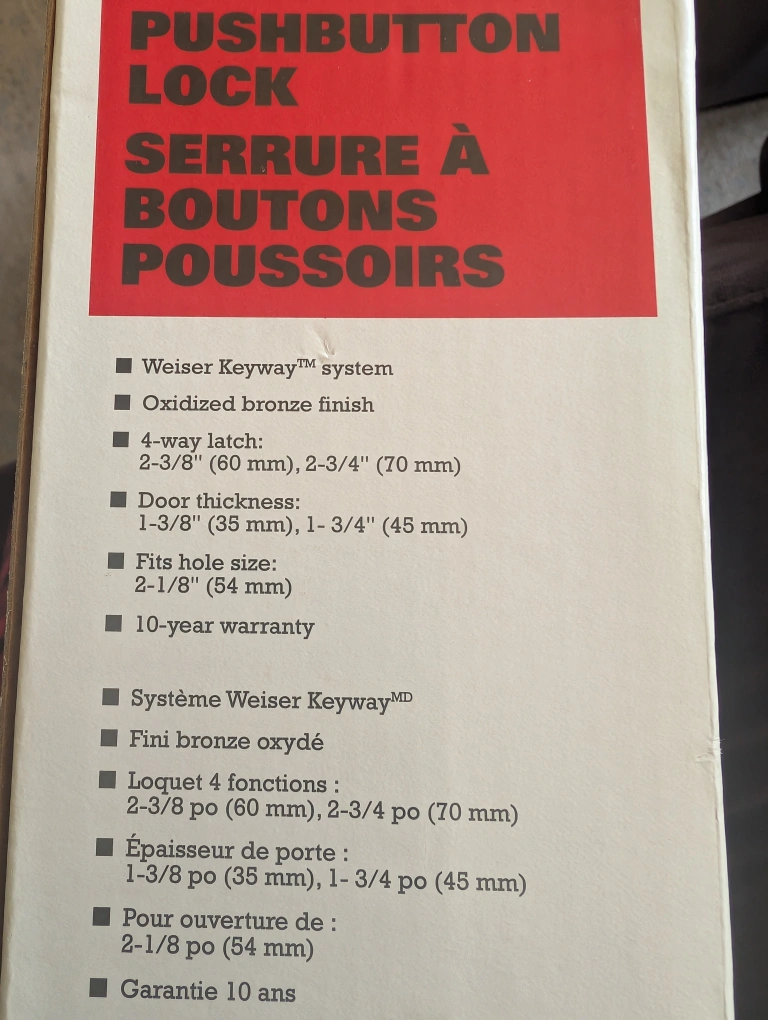 PUSHBUTTON
LOCK
SERRURE À
BOUTONS
POUSSOIRS
■ Weiser Keyway™ system
■ Oxidized bronze finish
■ 4-way latch:
2-3/8" (60 mm), 2-3/4" (70 mm)
■ Door thickness:
1-3/8" (35 mm), 1- 3/4" (45 mm)
■ Fits hole size:
2-1/8" (54 mm)
■ 10-year warranty
■ Système Weiser Keywayᴹᴰ
■ Fini bronze oxydé
■ Loquet 4 fonctions :
2-3/8 po (60 mm), 2-3/4 po (70 mm)
■ Épaisseur de porte :
1-3/8 po (35 mm), 1- 3/4 po (45 mm)
■ Pour ouverture de :
2-1/8 po (54 mm)
■ Garantie 10 ans